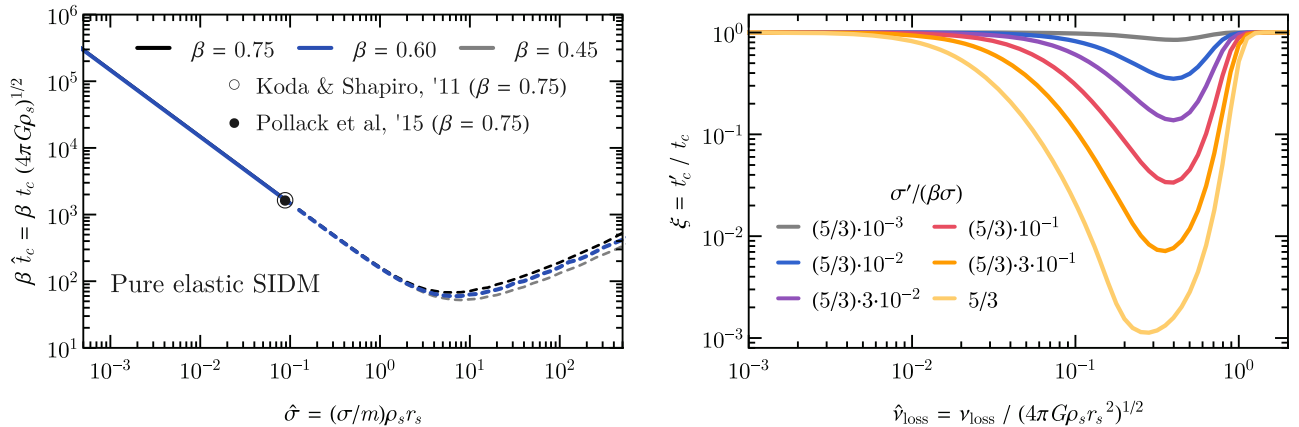 β t̂_c = β t_c (4πGρ_s)^{1/2}
10^6
10^5
10^4
10^3
10^2
10^1
β = 0.75 β = 0.60 β = 0.45
Koda & Shapiro, '11 (β = 0.75)
Pollack et al, '15 (β = 0.75)
Pure elastic SIDM
10^{−3} 10^{−2} 10^{−1} 10^0 10^1 10^2
σ̂ = (σ/m)ρ_s r_s
ξ = t′_c / t_c
10^0
10^{−1}
10^{−2}
10^{−3}
σ′/(βσ)
(5/3)·10^{−3} (5/3)·10^{−1}
(5/3)·10^{−2} (5/3)·3·10^{−1}
(5/3)·3·10^{−2} 5/3
10^{−3} 10^{−2} 10^{−1} 10^0
ν̂_loss = ν_loss / (4πGρ_s r_s^2)^{1/2}